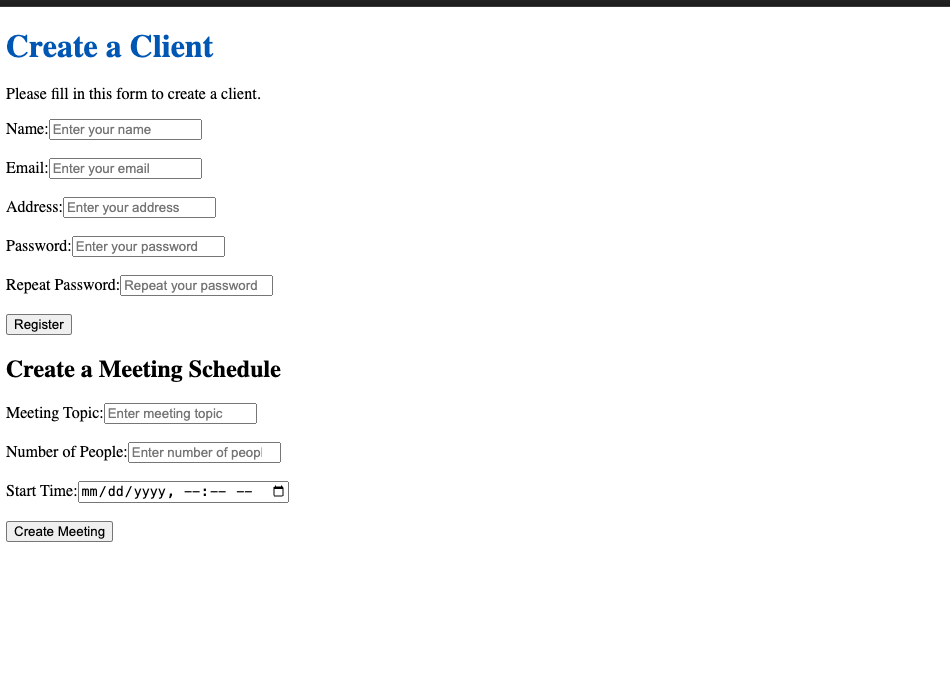 Create a Client
Please fill in this form to create a client.
Name: Enter your name
Email: Enter your email
Address: Enter your address
Password: Enter your password
Repeat Password: Repeat your password
Register
Create a Meeting Schedule
Meeting Topic: Enter meeting topic
Number of People: Enter number of peopl
Start Time: mm/dd/yyyy, --:-- --
Create Meeting